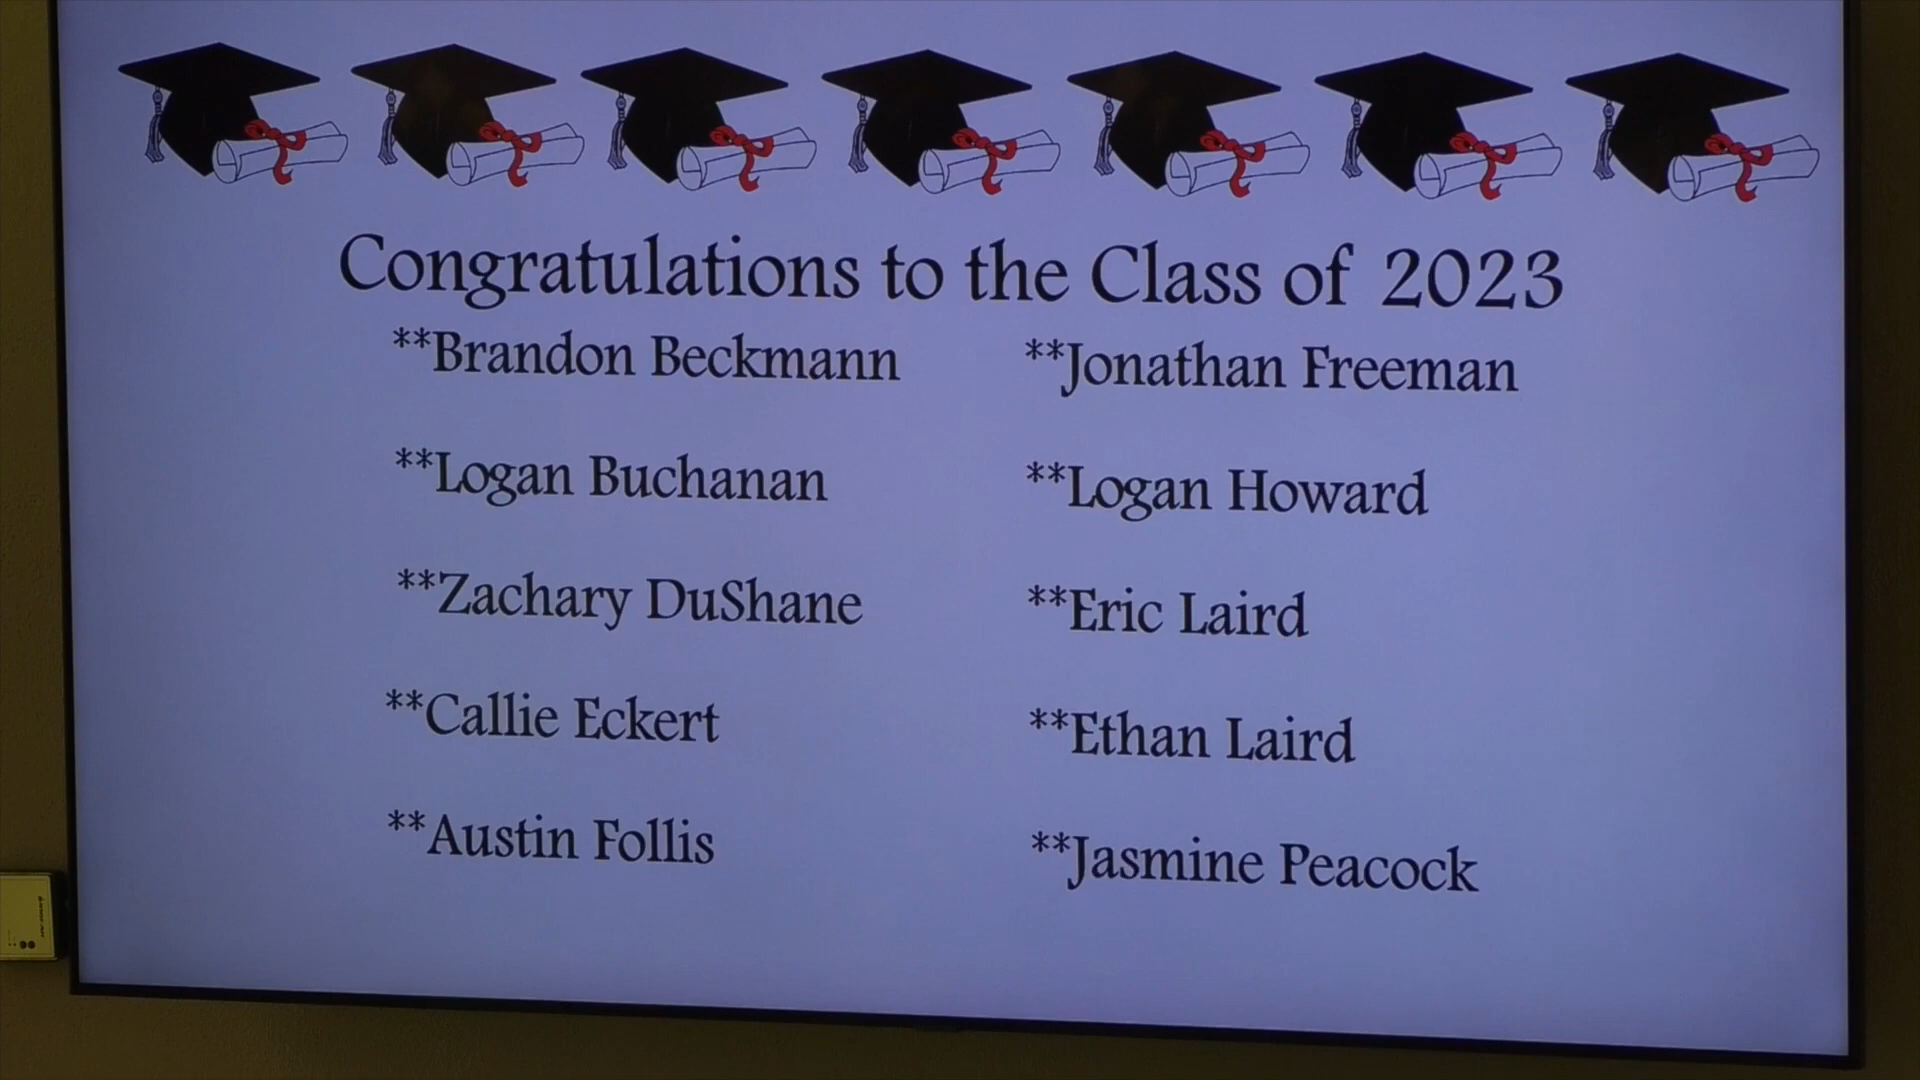 Congratulations to the Class of 2023
**Brandon Beckmann
**Logan Buchanan
**Zachary DuShane
**Callie Eckert
**Austin Follis
**Jonathan Freeman
**Logan Howard
**Eric Laird
**Ethan Laird
**Jasmine Peacock